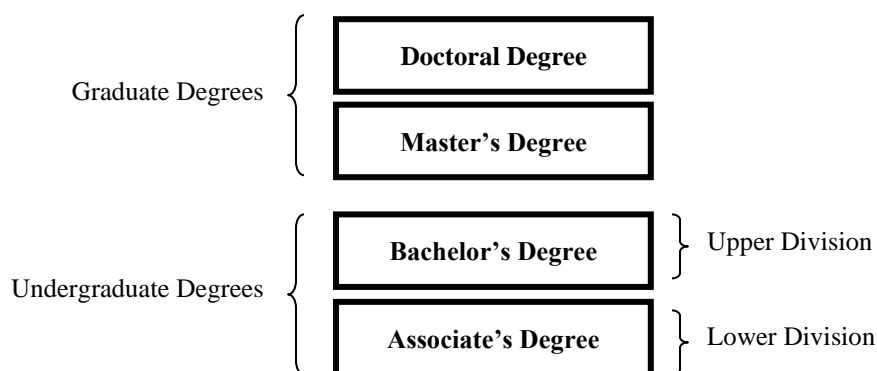 Doctoral Degree
Graduate Degrees
Master’s Degree
Bachelor’s Degree
Upper Division
Undergraduate Degrees
Associate’s Degree
Lower Division